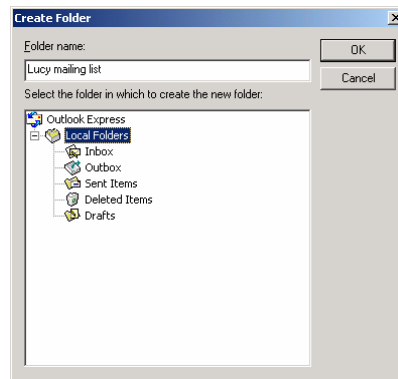 Create Folder
Folder name:
OK
Lucy mailing list
Cancel
Select the folder in which to create the new folder:
Outlook Express
Local Folders
Inbox
Outbox
Sent Items
Deleted Items
Drafts